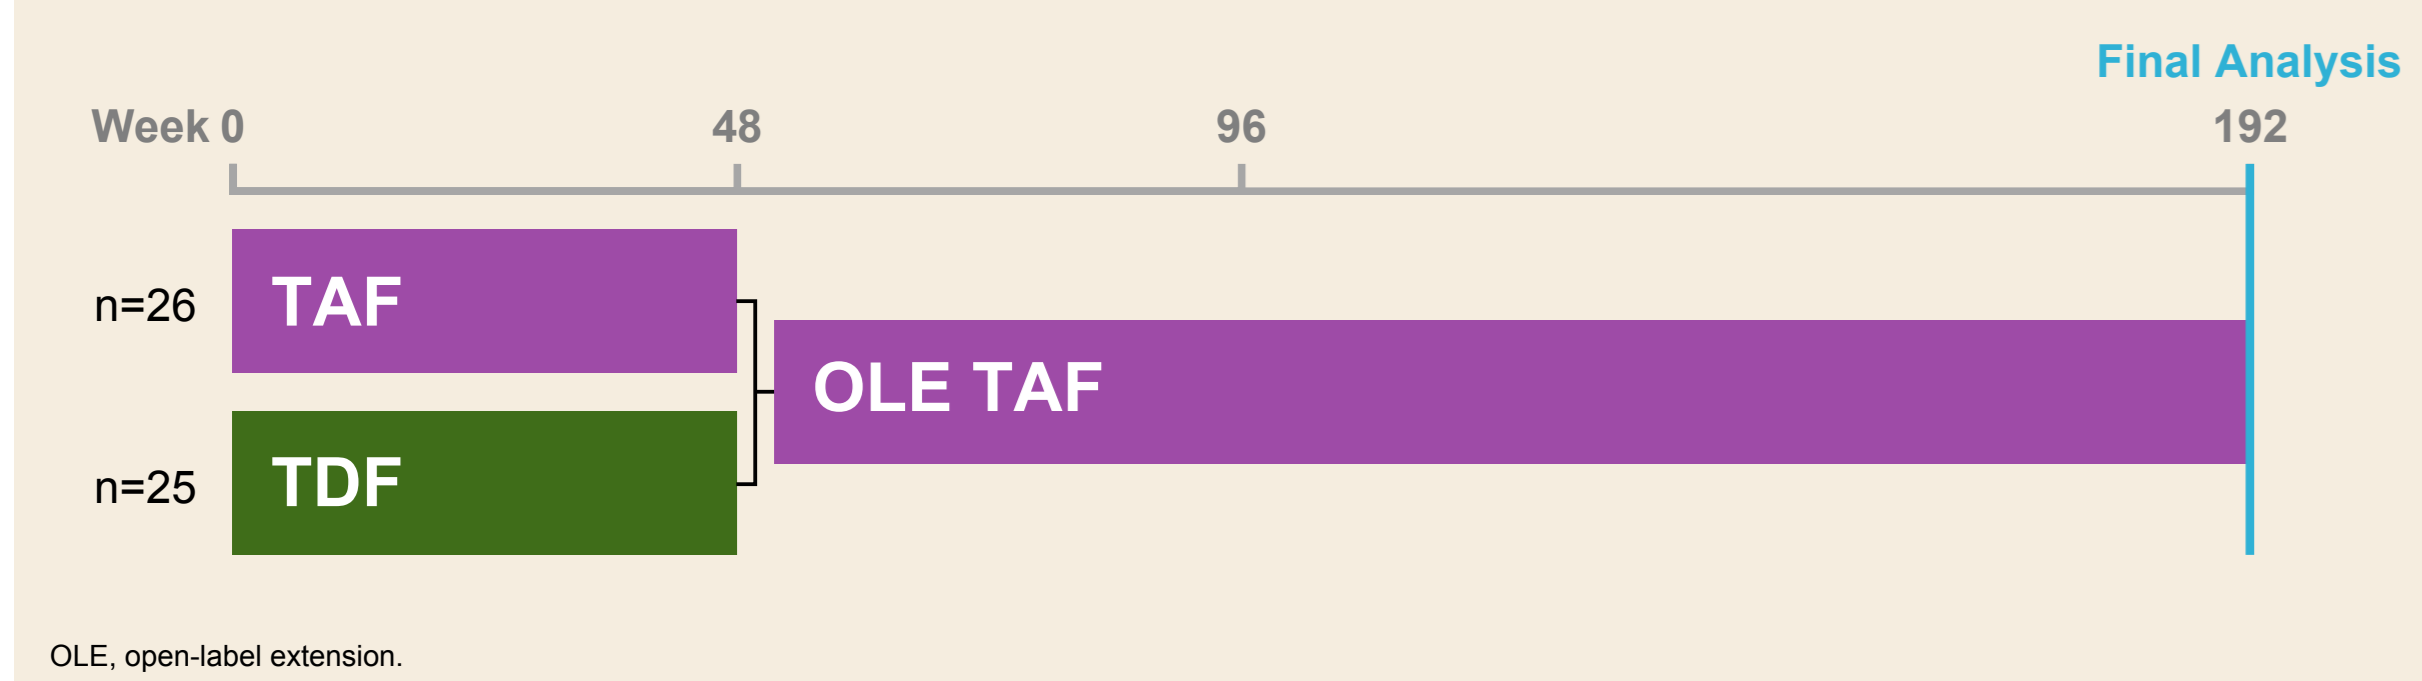 Final Analysis
Week 0 48 96 192
n=26 TAF
OLE TAF
n=25 TDF
OLE, open-label extension.